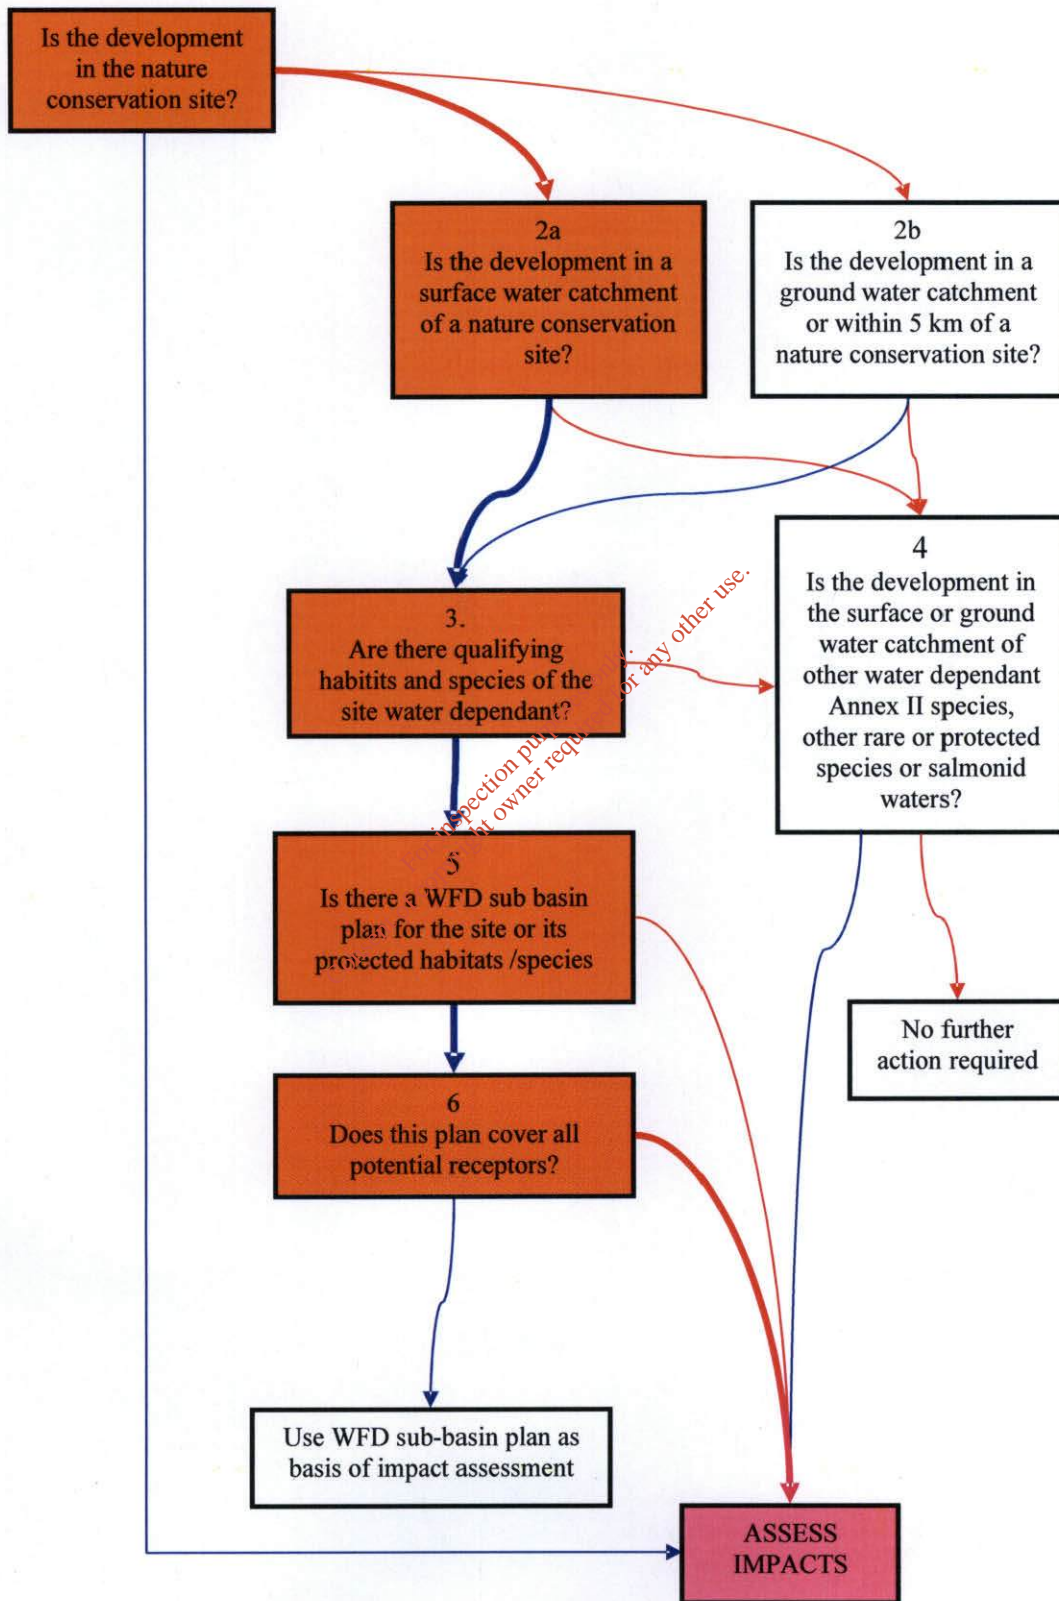 Is the development
in the nature
conservation site?
2a
Is the development in a
surface water catchment
of a nature conservation
site?
2b
Is the development in a
ground water catchment
or within 5 km of a
nature conservation site?
3.
Are there qualifying
habitits and species of the
site water dependant?
4
Is the development in
the surface or ground
water catchment of
other water dependant
Annex II species,
other rare or protected
species or salmonid
waters?
5
Is there a WFD sub basin
plan for the site or its
protected habitats /species
No further
action required
6
Does this plan cover all
potential receptors?
Use WFD sub-basin plan as
basis of impact assessment
ASSESS
IMPACTS
For inspection
owner for any other use.